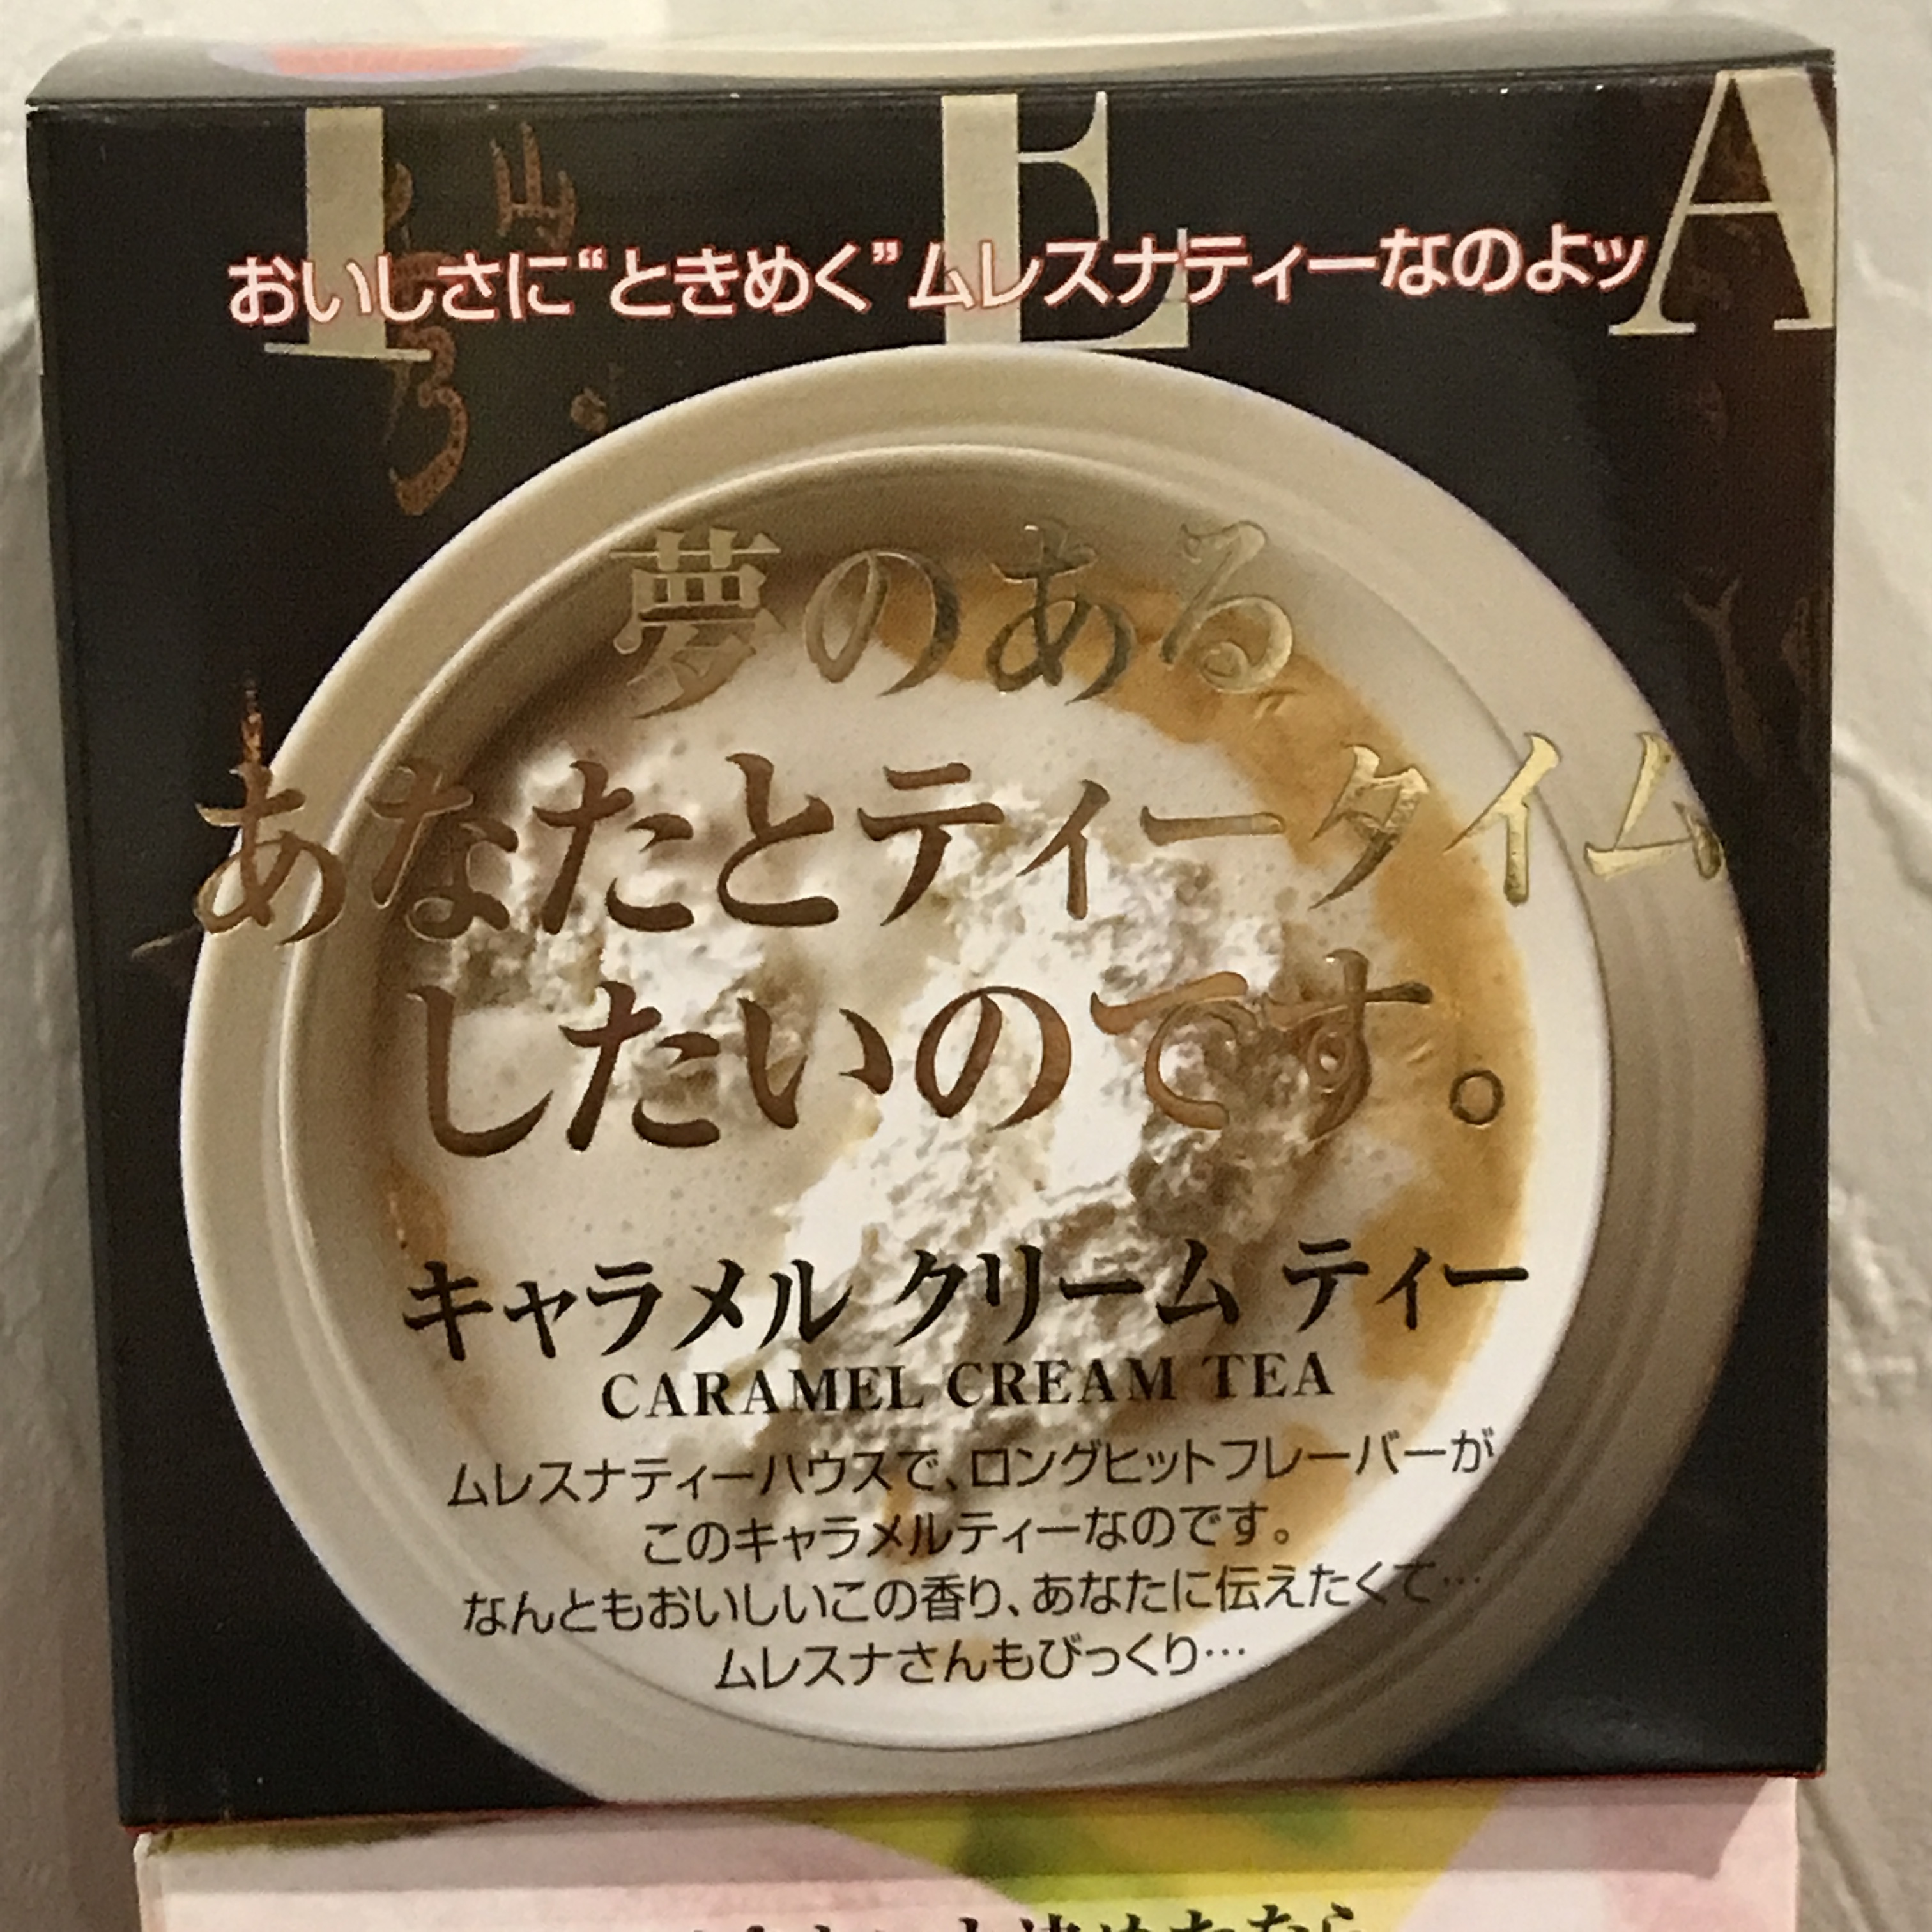 TEA
おいしさに“ときめく”ムレスナティーなのよッ
夢のある
あなたとティータイム
したいのです。
キャラメル クリーム ティー
CARAMEL CREAM TEA
ムレスナティーハウスで、ロングヒットフレーバーが
このキャラメルティーなのです。
なんともおいしいこの香り、あなたに伝えたくて…
ムレスナさんもびっくり…